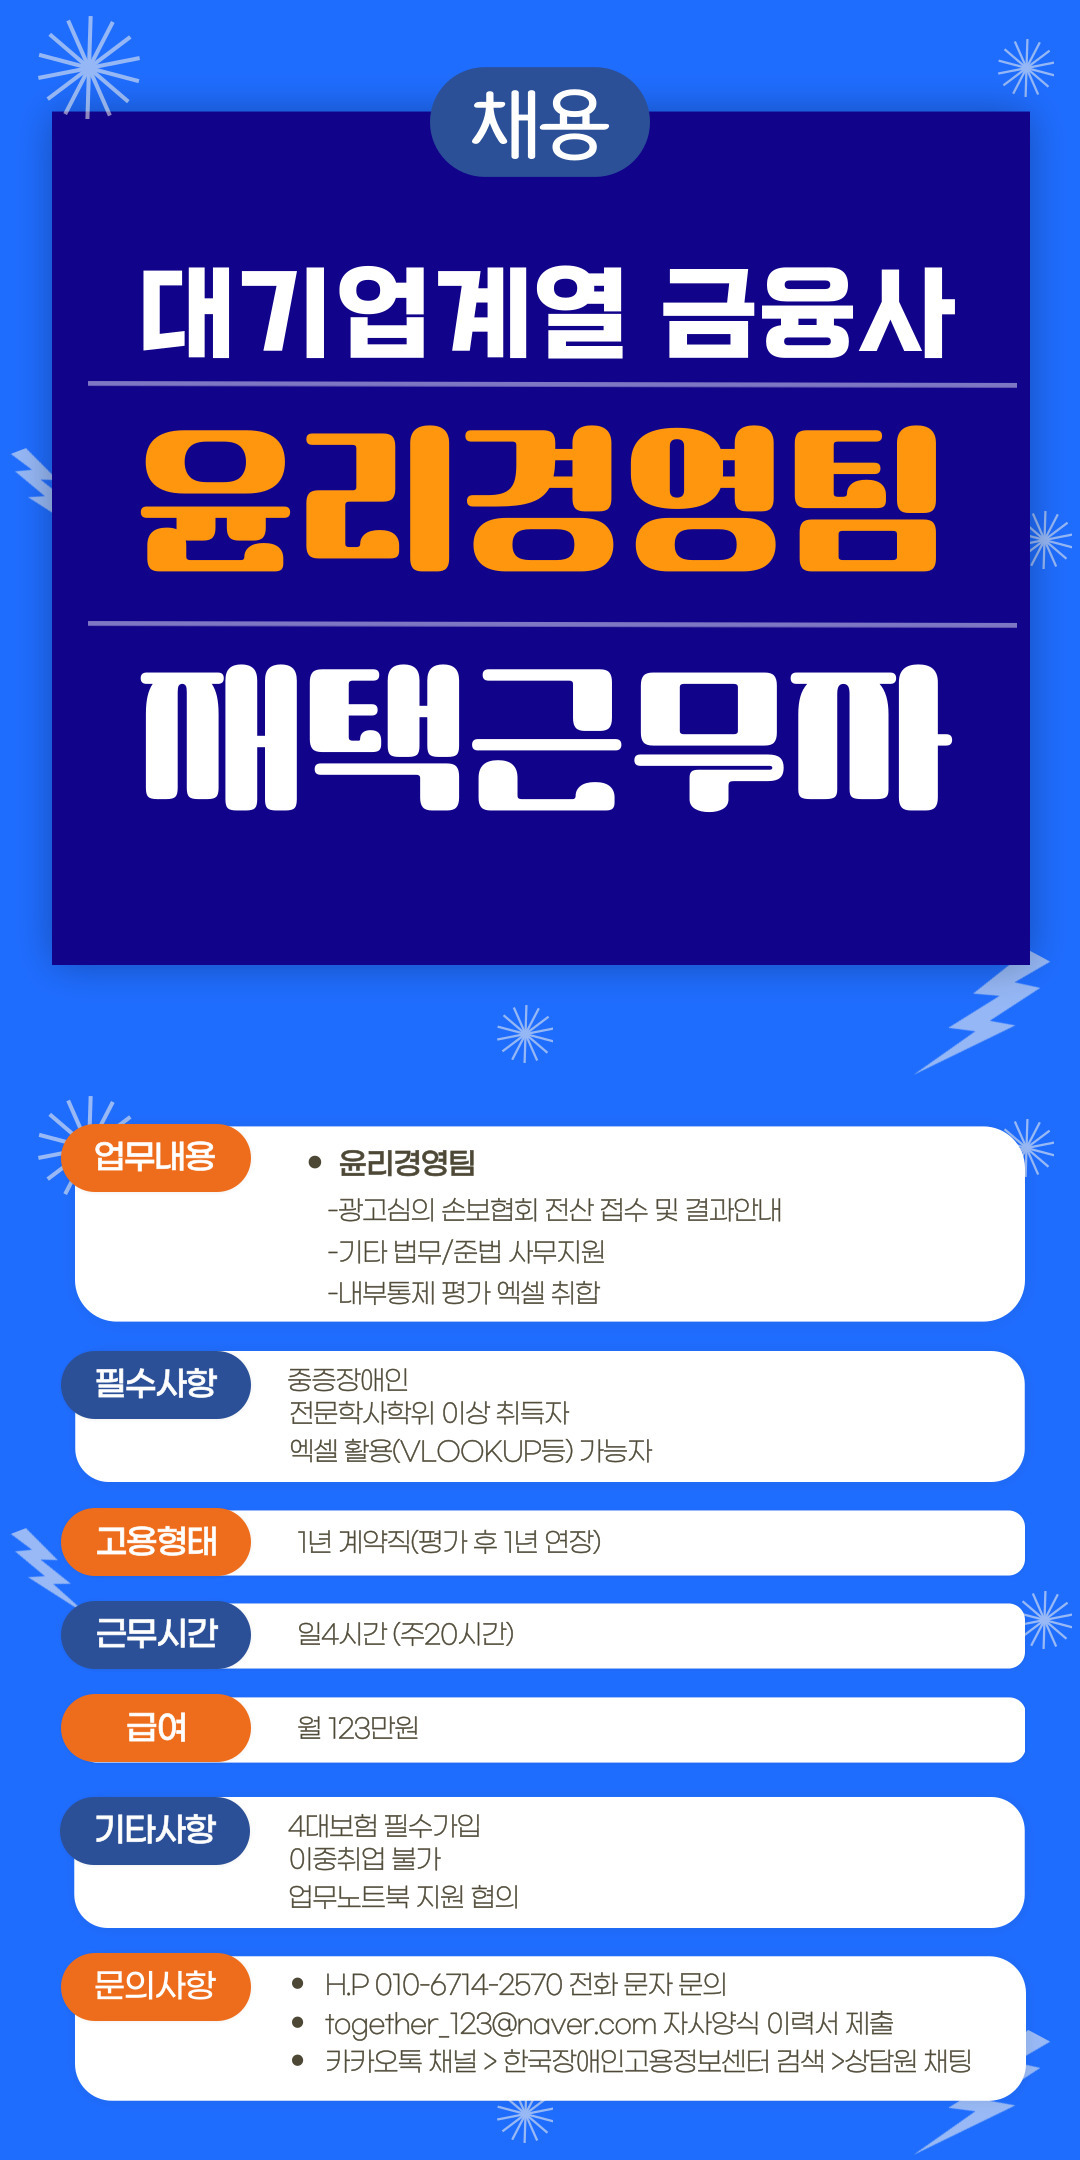 채용
대기업계열 금융사
윤리경영팀
재택근무자
업무내용
• 윤리경영팀
-광고심의 손보협회 전산 접수 및 결과안내
-기타 법무/준법 사무지원
-내부통제 평가 엑셀 취합
필수사항
중증장애인
전문학사학위 이상 취득자
엑셀 활용(VLOOKUP등) 가능자
고용형태
1년 계약직(평가 후 1년 연장)
근무시간
일4시간 (주20시간)
급여
월 123만원
기타사항
4대보험 필수가입
이중취업 불가
업무노트북 지원 협의
문의사항
• H.P 010-6714-2570 전화 문자 문의
• together_123@naver.com 자사양식 이력서 제출
• 카카오톡 채널 > 한국장애인고용정보센터 검색 >상담원 채팅